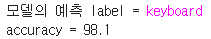 모델의 예측 label = keyboard
accuracy = 98.1